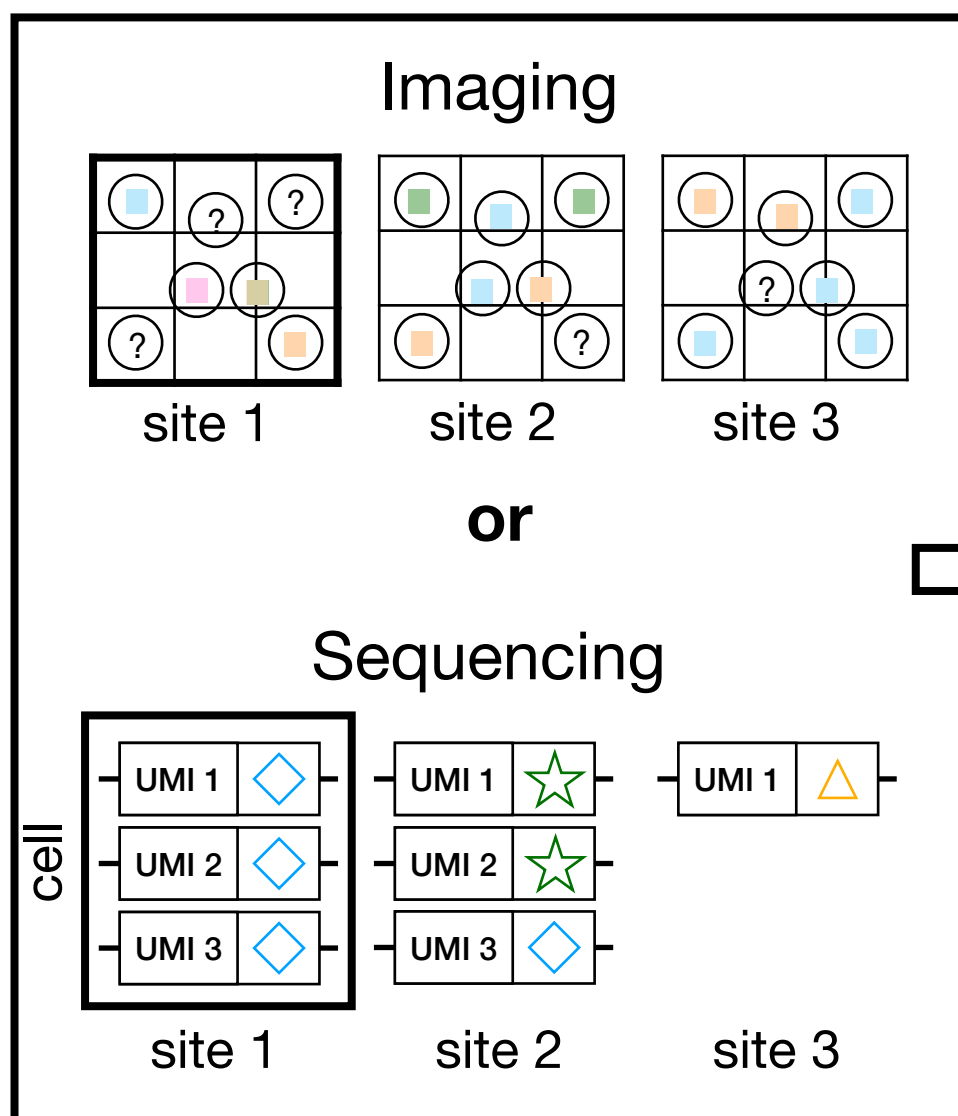 Imaging
? ?
?
site 1
?
site 2
?
site 3
or
Sequencing
cell
UMI 1
UMI 2
UMI 3
site 1
UMI 1
UMI 2
UMI 3
site 2
UMI 1
site 3